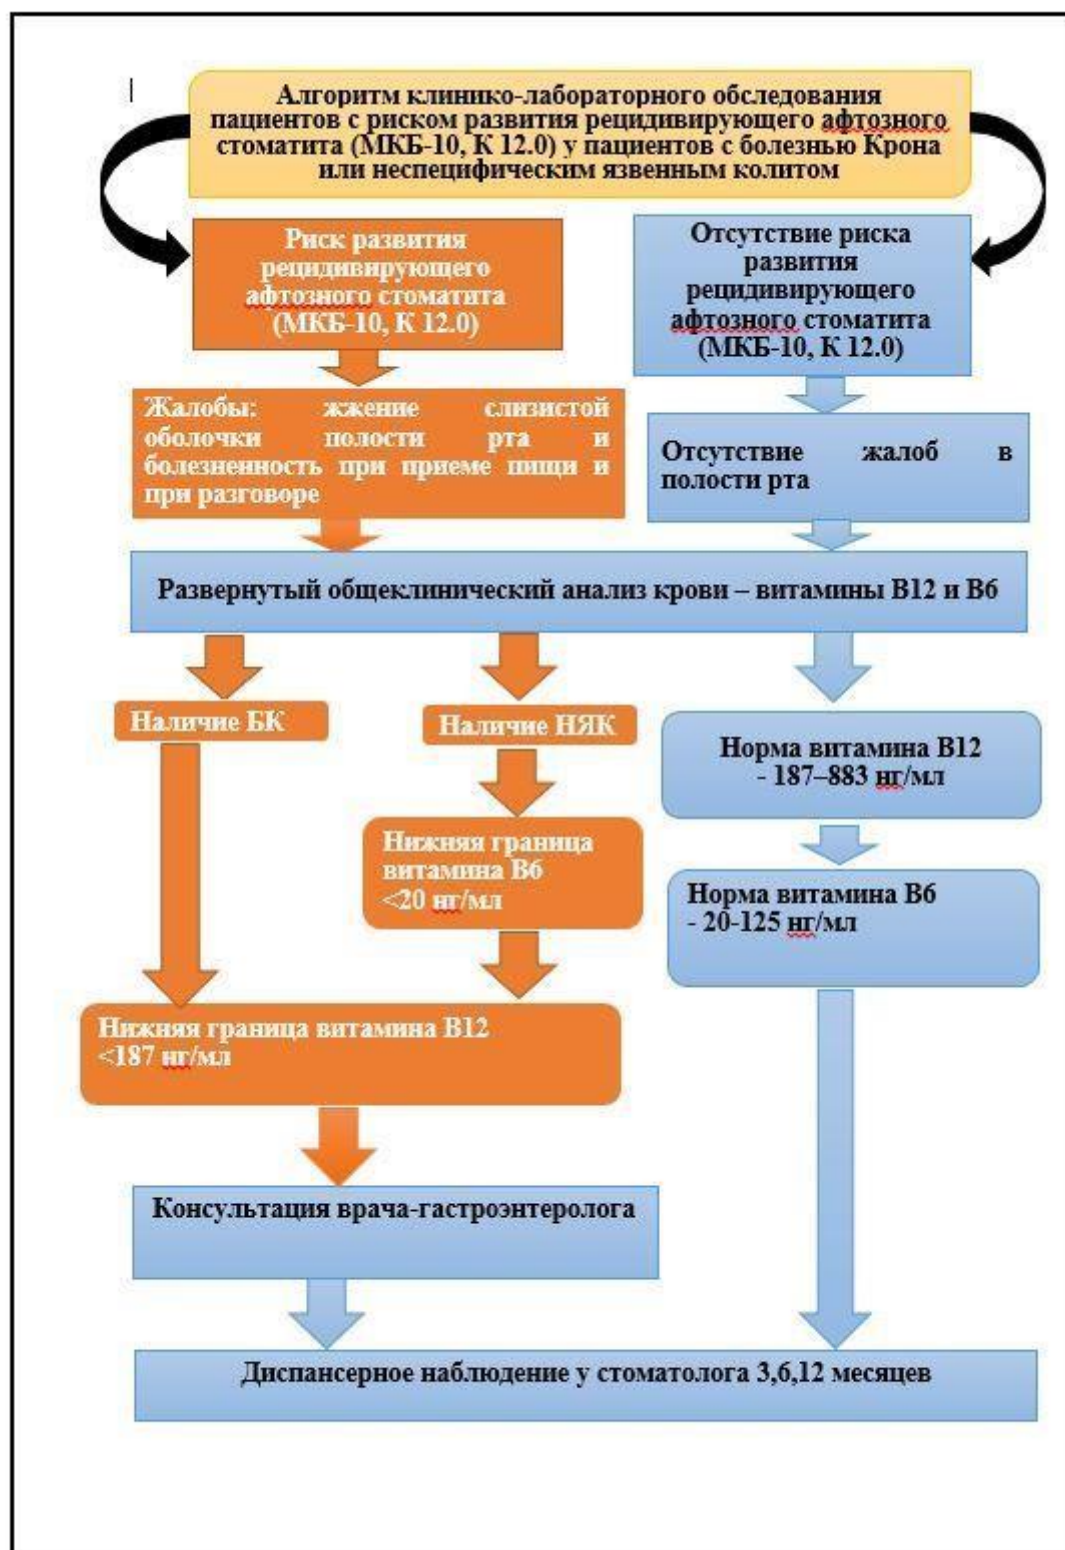 Алгоритм клинико-лабораторного обследования
пациентов с риском развития рецидивирующего афтозного
стоматита (МКБ-10, К 12.0) у пациентов с болезнью Крона
или неспецифическим язвенным колитом
Риск развития
рецидивирующего
афтозного стоматита
(МКБ-10, К 12.0)
Отсутствие риска
развития
рецидивирующего
афтозного стоматита
(МКБ-10, К 12.0)
Жалобы: жжение слизистой
оболочки полости рта и
болезненность при приеме пищи и
при разговоре
Отсутствие жалоб в
полости рта
Развернутый общеклинический анализ крови – витамины В12 и В6
Наличие БК
Наличие НЯК
Норма витамина В12
- 187–883 нг/мл
Нижняя граница
витамина В6
<20 нг/мл
Норма витамина В6
- 20-125 нг/мл
Нижняя граница витамина В12
<187 нг/мл
Консультация врача-гастроэнтеролога
Диспансерное наблюдение у стоматолога 3,6,12 месяцев